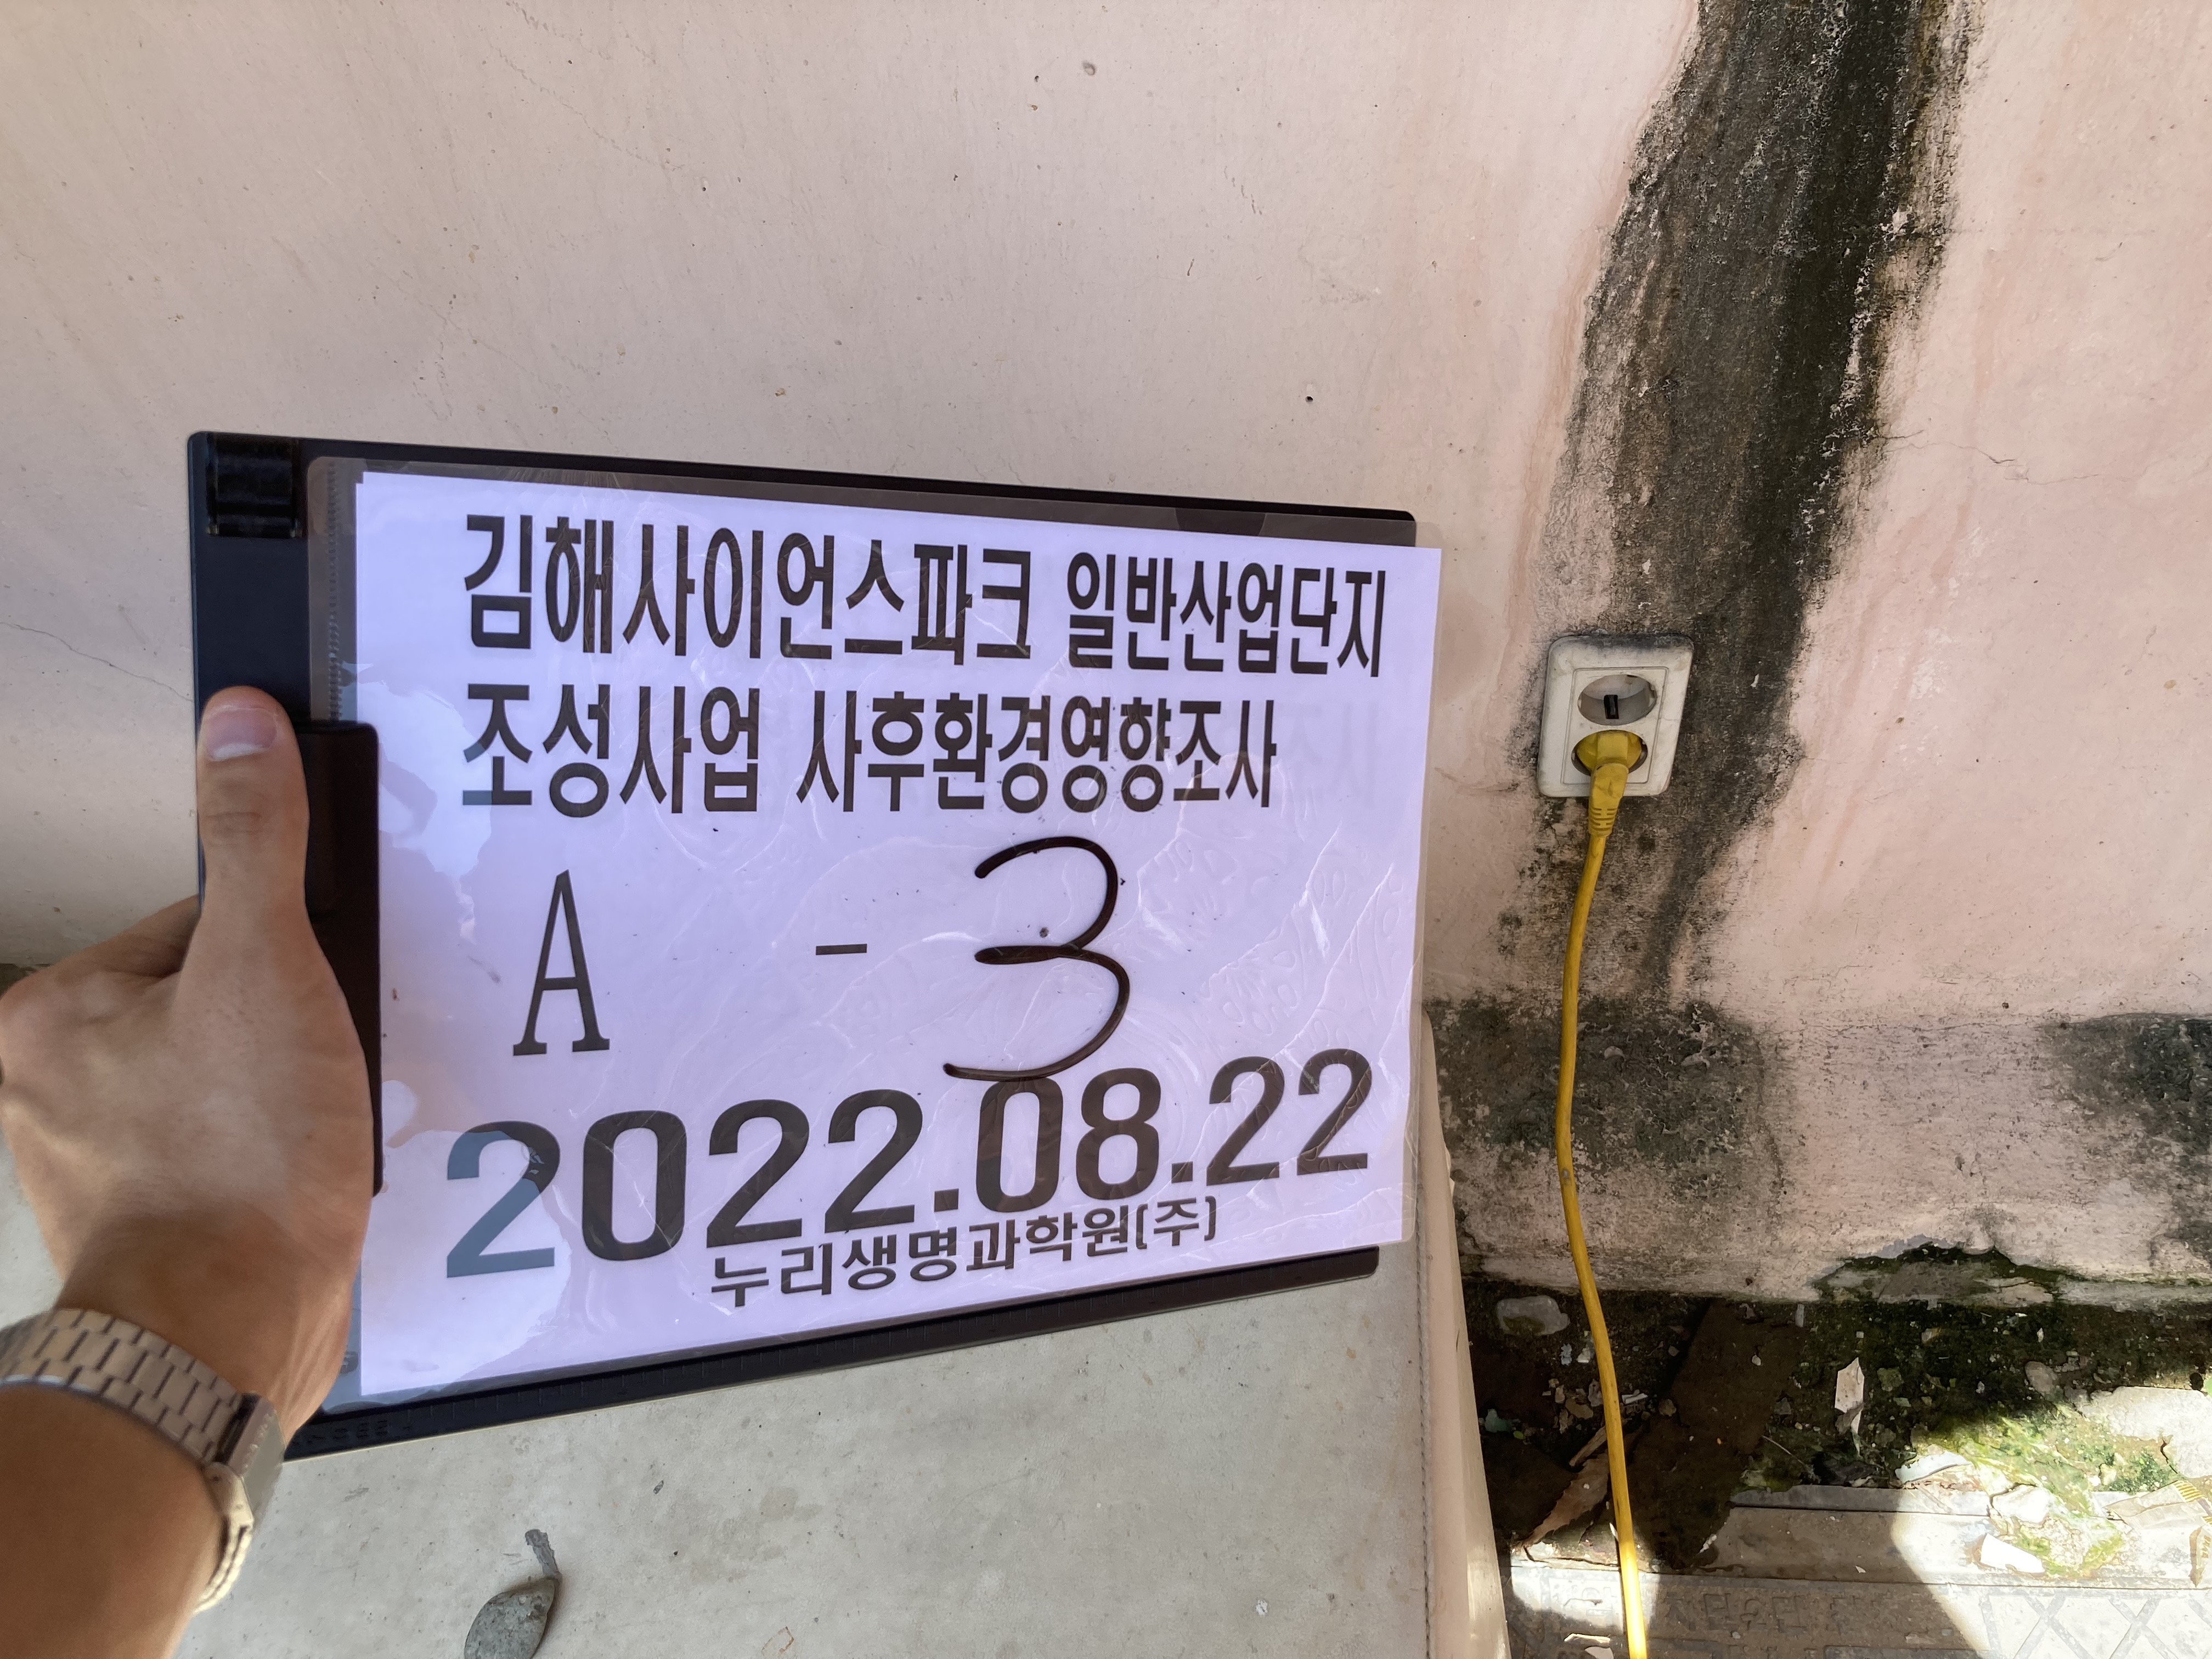 김해사이언스파크 일반산업단지
조성사업 사후환경영향조사
A - 3
2022.08.22
누리생명과학원(주)